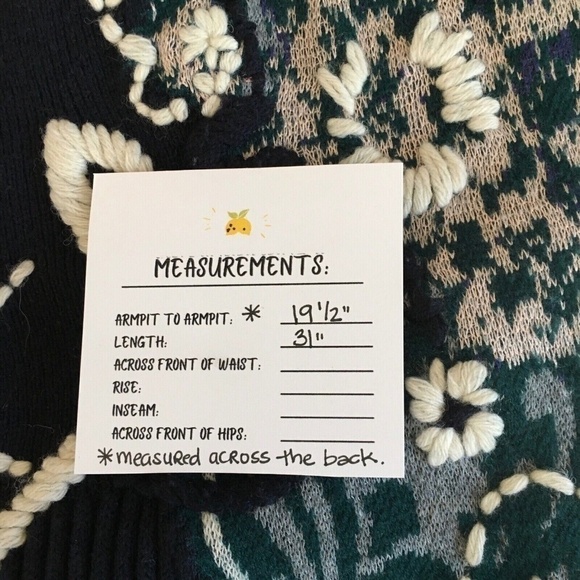 MEASUREMENTS:
ARMPIT TO ARMPIT: * 19 1/2"
LENGTH: 31"
ACROSS FRONT OF WAIST:
RISE:
INSEAM:
ACROSS FRONT OF HIPS:
*measured across the back.